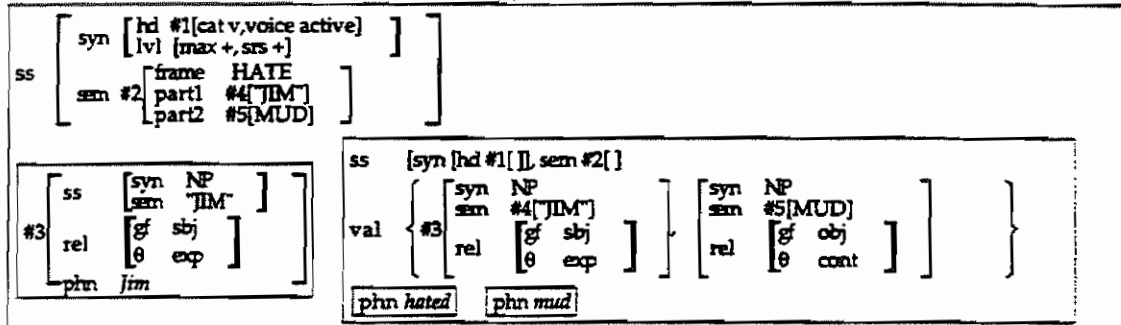 ss
syn [hd #1[cat v,voice active]
lvl [max +, srs +]]
sem #2[frame HATE
part1 #4["JIM"]
part2 #5[MUD]]
#3[ss [syn NP
sem "JIM"]
rel [gf sbj
θ exp]
phn Jim]
ss [syn [hd #1[ ]], sem #2[ ]
val { #3[syn NP
sem #4["JIM"]
rel [gf sbj
θ exp]],
[syn NP
sem #5[MUD]
rel [gf obj
θ cont]] }
phn hated phn mud